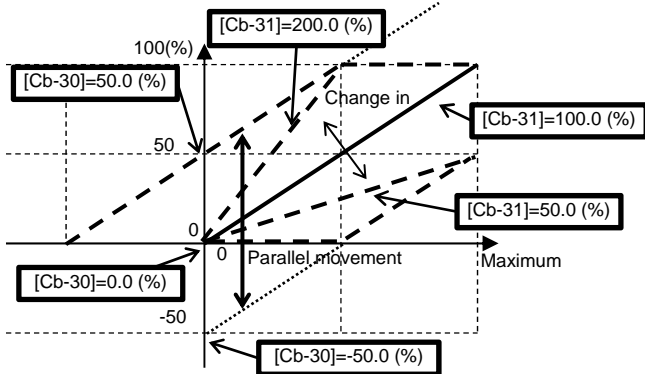 [Cb-31]=200.0 (%)
100(%)
[Cb-30]=50.0 (%)
Change in
[Cb-31]=100.0 (%)
50
[Cb-31]=50.0 (%)
0
0
Parallel movement
Maximum
[Cb-30]=0.0 (%)
-50
[Cb-30]=-50.0 (%)